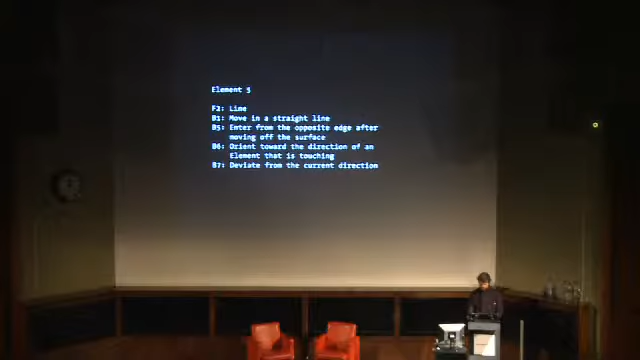 Element 5
F2: Line
B1: Move in a straight line
B5: Enter from the opposite edge after
moving off the surface
B6: Orient toward the direction of an
Element that is touching
B7: Deviate from the current direction